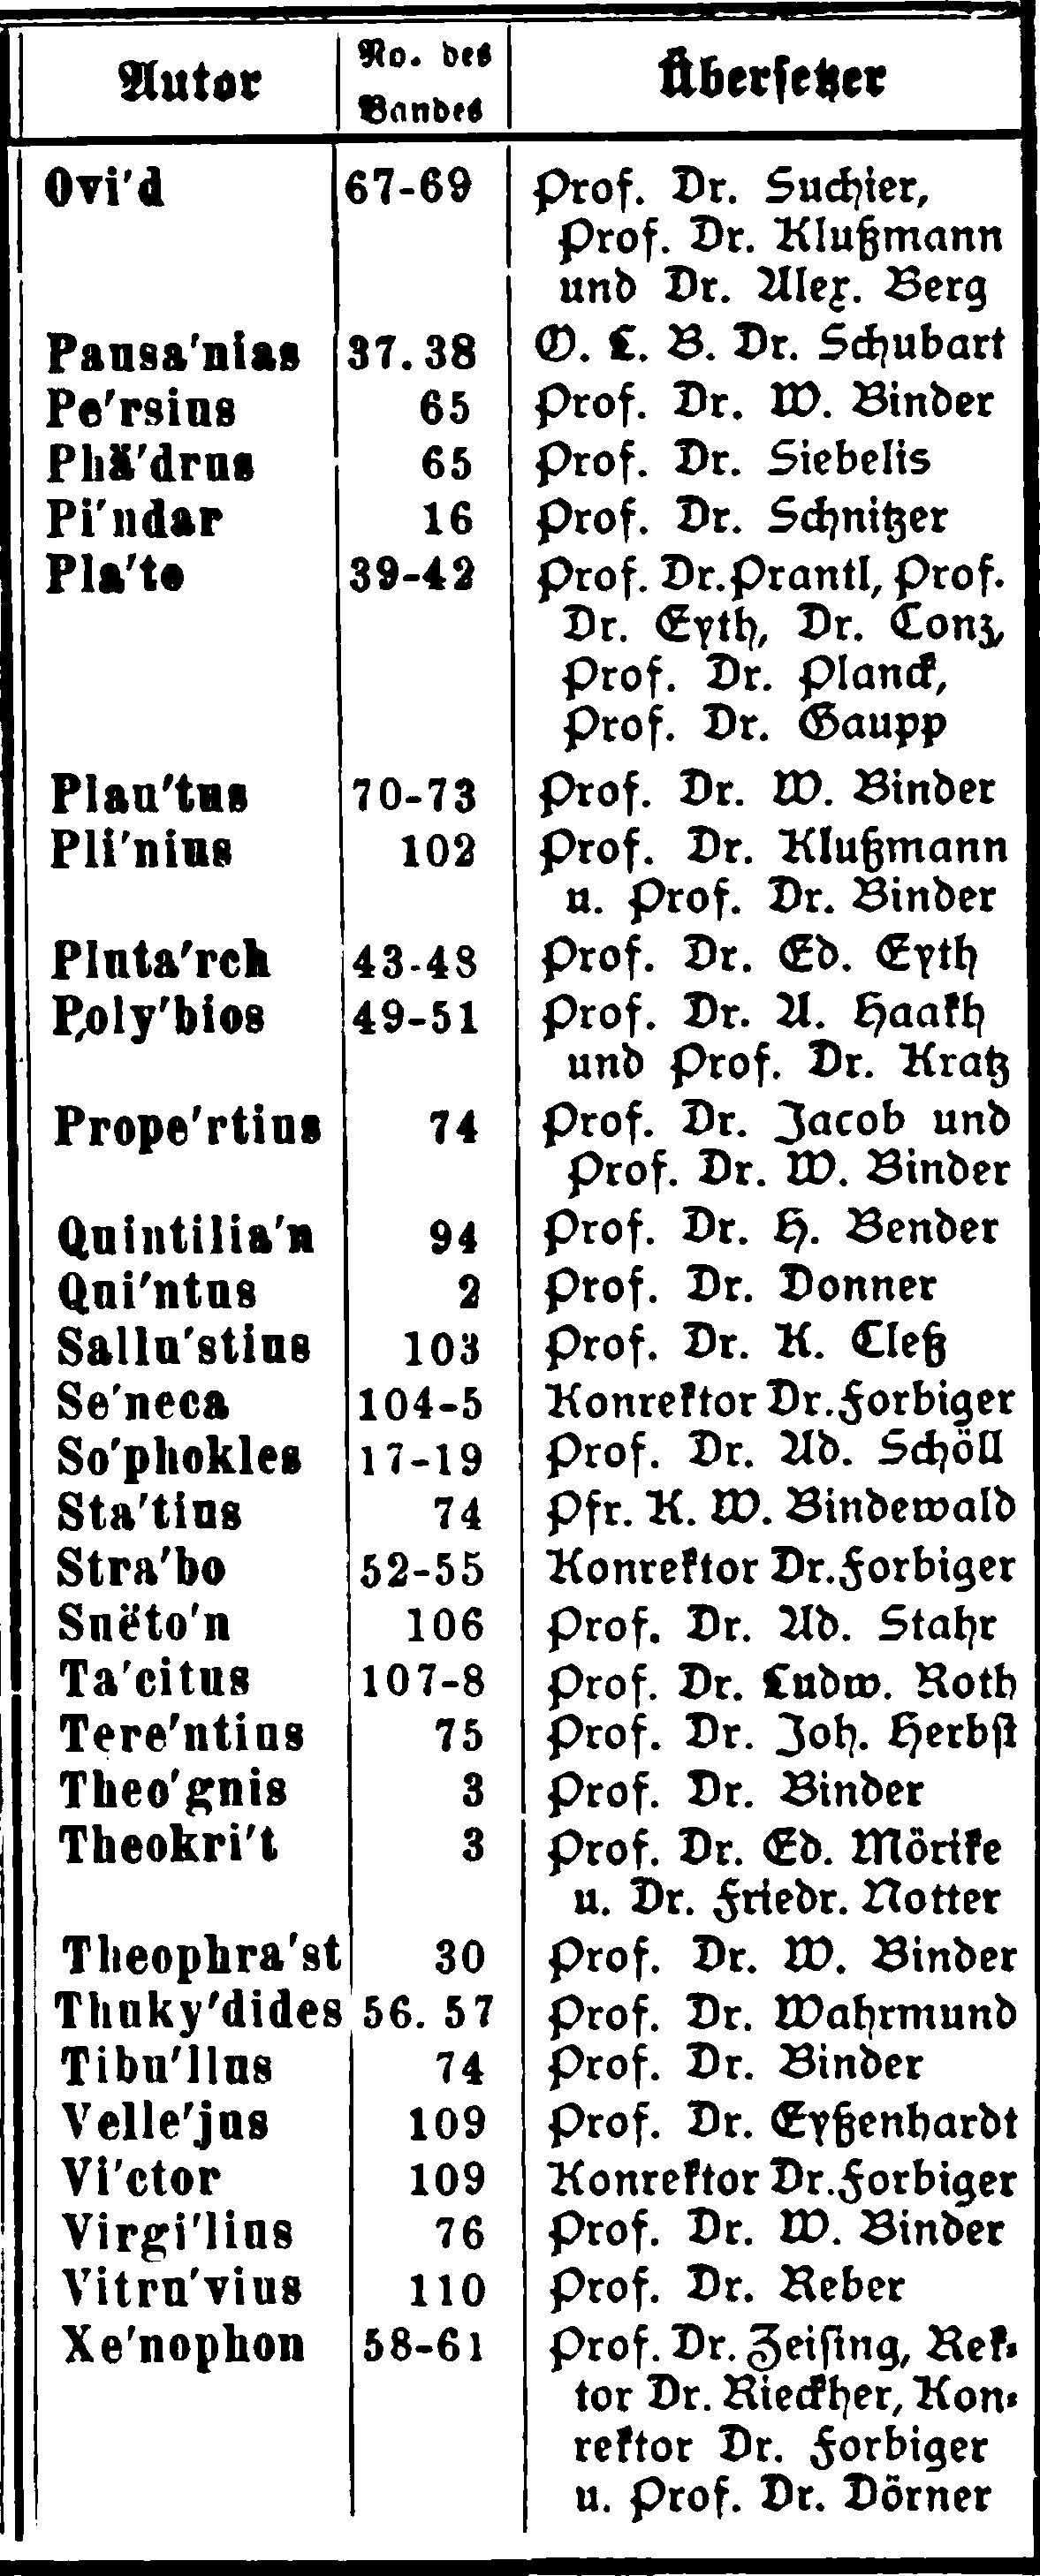 Autor No. des Bandes Übersetzer
Ovi'd 67-69 Prof. Dr. Suchier,
Prof. Dr. Klußmann
und Dr. Alex. Berg
Pausa'nias 37. 38 O. L. B. Dr. Schubart
Pe'rsius 65 Prof. Dr. W. Binder
Phä'drus 65 Prof. Dr. Siebelis
Pi'ndar 16 Prof. Dr. Schnitzer
Pla'to 39-42 Prof. Dr. Prantl, Prof.
Dr. Eyth, Dr. Conz,
Prof. Dr. Planck,
Prof. Dr. Gaupp
Plau'tus 70-73 Prof. Dr. W. Binder
Pli'nius 102 Prof. Dr. Klußmann
u. Prof. Dr. Binder
Pluta'rch 43-48 Prof. Dr. Ed. Eyth
Poly'bios 49-51 Prof. Dr. A. Haakh
und Prof. Dr. Kratz
Prope'rtius 74 Prof. Dr. Jacob und
Prof. Dr. W. Binder
Quintilia'n 94 Prof. Dr. H. Bender
Qui'ntus 2 Prof. Dr. Donner
Sallu'stius 103 Prof. Dr. K. Cleß
Se'neca 104-5 Konrektor Dr. Forbiger
So'phokles 17-19 Prof. Dr. Ad. Schöll
Sta'tius 74 Pfr. K. W. Bindewald
Stra'bo 52-55 Konrektor Dr. Forbiger
Suëto'n 106 Prof. Dr. Ad. Stahr
Ta'citus 107-8 Prof. Dr. Ludw. Roth
Tere'ntius 75 Prof. Dr. Joh. Herbst
Theo'gnis 3 Prof. Dr. Binder
Theokri't 3 Prof. Dr. Ed. Mörike
u. Dr. Friedr. Notter
Theophra'st 30 Prof. Dr. W. Binder
Thuky'dides 56. 57 Prof. Dr. Wahrmund
Tibu'llus 74 Prof. Dr. Binder
Velle'jus 109 Prof. Dr. Eyßenhardt
Vi'ctor 109 Konrektor Dr. Forbiger
Virgi'lius 76 Prof. Dr. W. Binder
Vitru'vius 110 Prof. Dr. Reber
Xe'nophon 58-61 Prof. Dr. Zeising, Rek-
tor Dr. Rieckher, Kon-
rektor Dr. Forbiger
u. Prof. Dr. Dörner